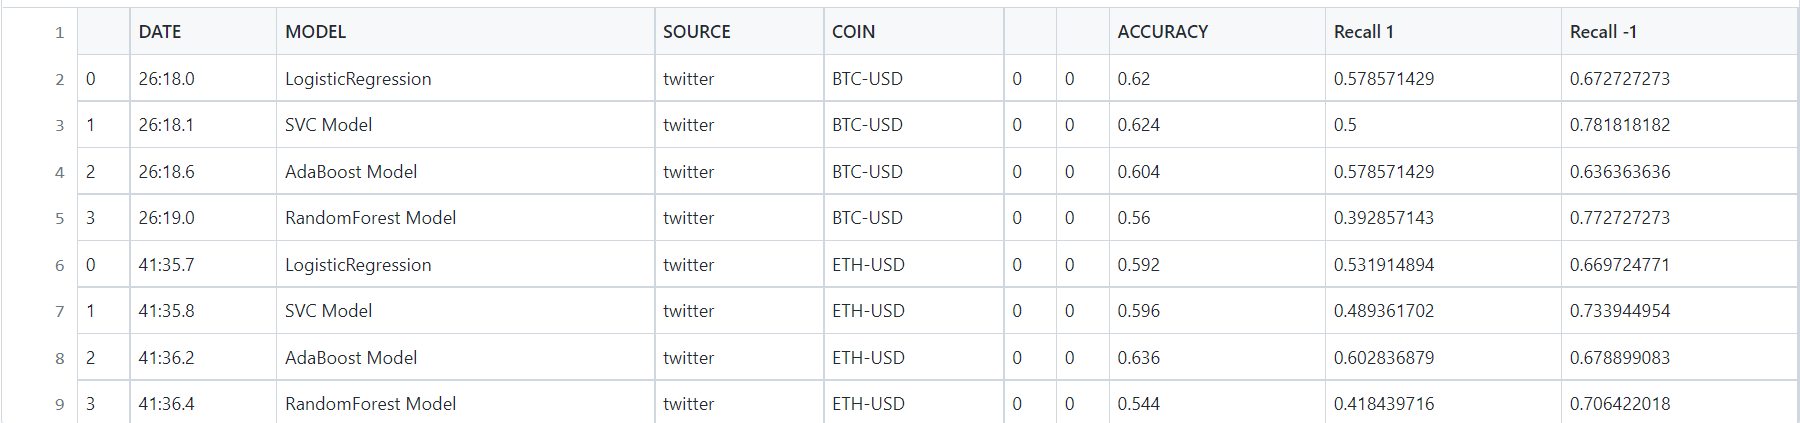 1 DATE MODEL SOURCE COIN ACCURACY Recall 1 Recall -1
2 0 26:18.0 LogisticRegression twitter BTC-USD 0 0 0.62 0.578571429 0.672727273
3 1 26:18.1 SVC Model twitter BTC-USD 0 0 0.624 0.5 0.781818182
4 2 26:18.6 AdaBoost Model twitter BTC-USD 0 0 0.604 0.578571429 0.636363636
5 3 26:19.0 RandomForest Model twitter BTC-USD 0 0 0.56 0.392857143 0.772727273
6 0 41:35.7 LogisticRegression twitter ETH-USD 0 0 0.592 0.531914894 0.669724771
7 1 41:35.8 SVC Model twitter ETH-USD 0 0 0.596 0.489361702 0.733944954
8 2 41:36.2 AdaBoost Model twitter ETH-USD 0 0 0.636 0.602836879 0.678899083
9 3 41:36.4 RandomForest Model twitter ETH-USD 0 0 0.544 0.418439716 0.706422018